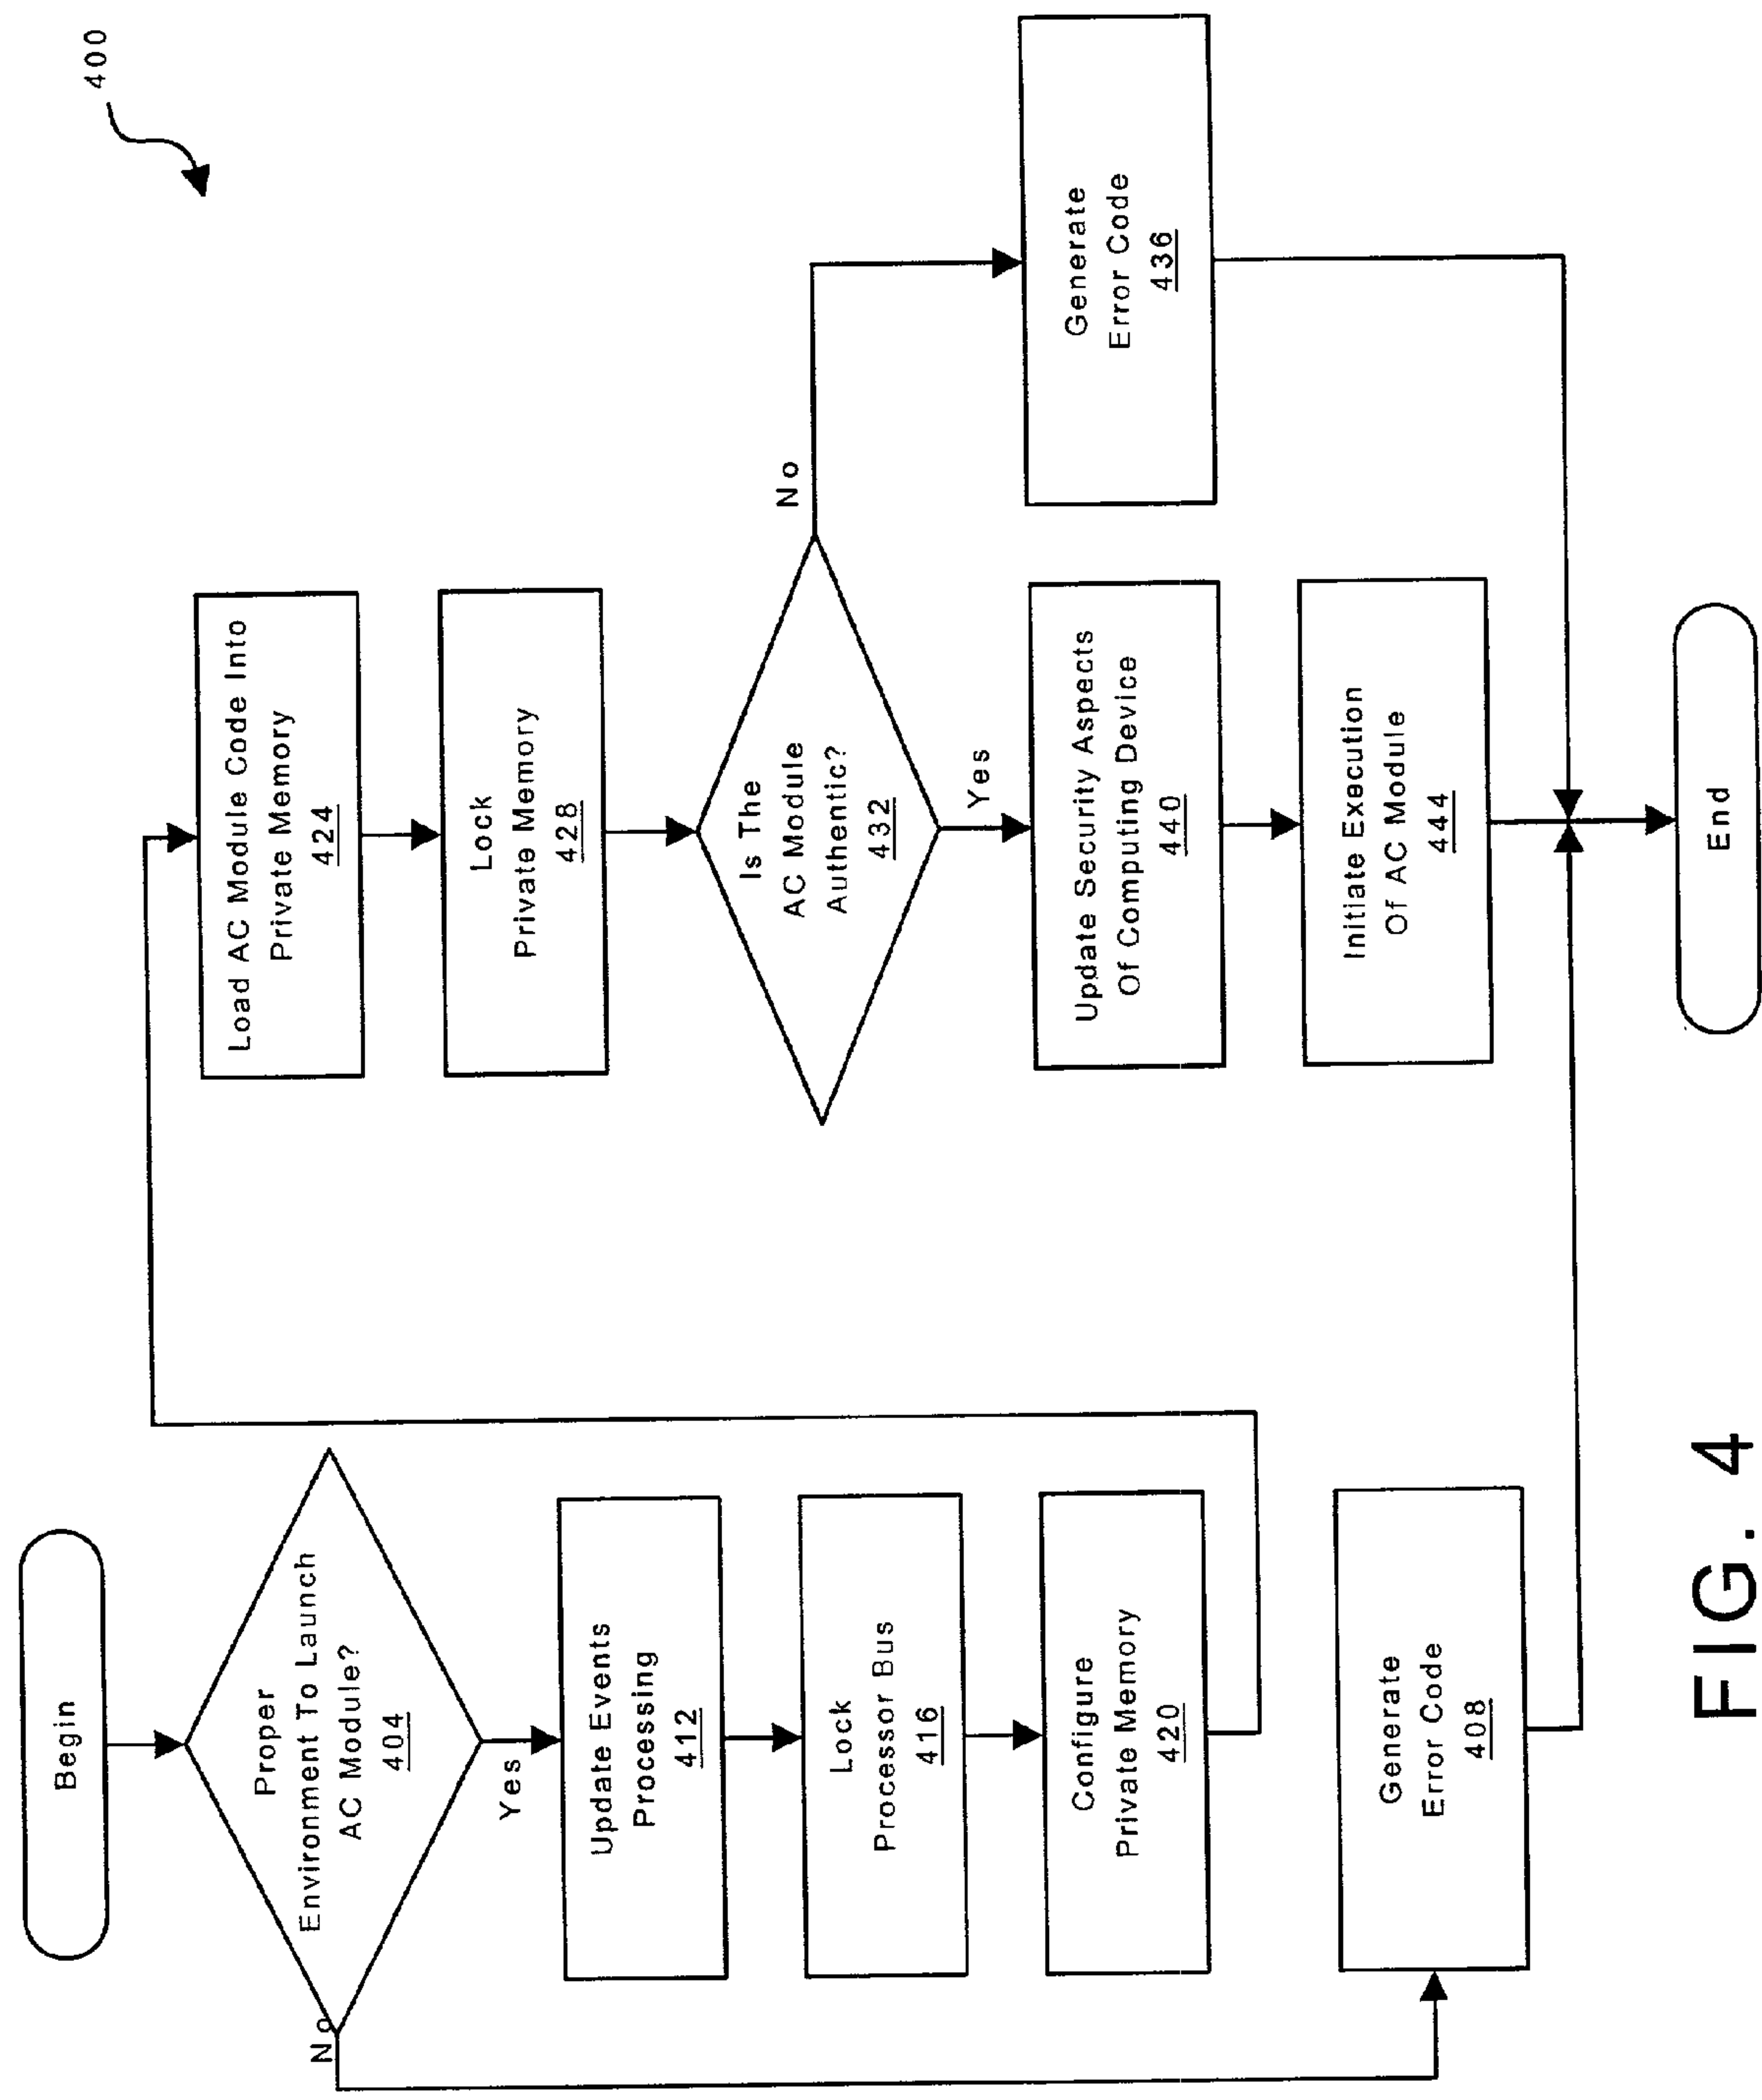 400
Begin
Proper
Environment To Launch
AC Module?
404
No
Yes
Update Events
Processing
412
Lock
Processor Bus
416
Configure
Private Memory
420
Generate
Error Code
408
Load AC Module Code Into
Private Memory
424
Lock
Private Memory
428
Is The
AC Module
Authentic?
432
No
Yes
Generate
Error Code
436
Update Security Aspects
Of Computing Device
440
Initiate Execution
Of AC Module
444
End
FIG. 4